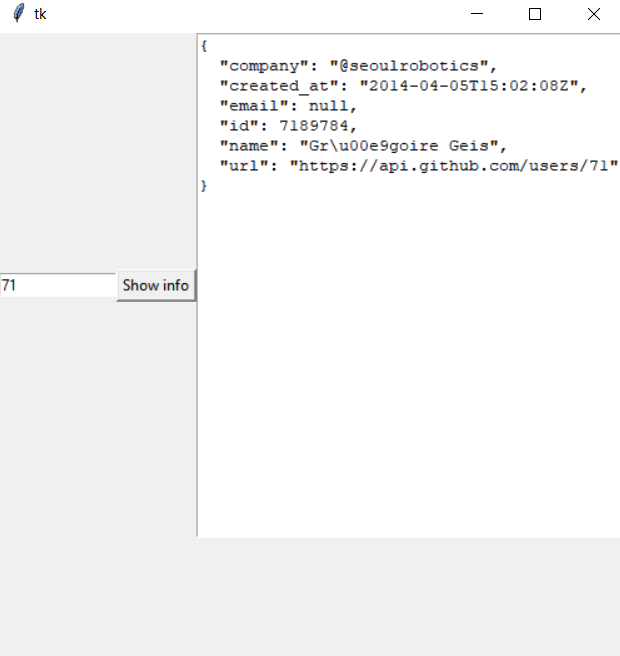 tk
{
  "company": "@seoulrobotics",
  "created_at": "2014-04-05T15:02:08Z",
  "email": null,
  "id": 7189784,
  "name": "Gr\u00e9goire Geis",
  "url": "https://api.github.com/users/71"
}
71
Show info